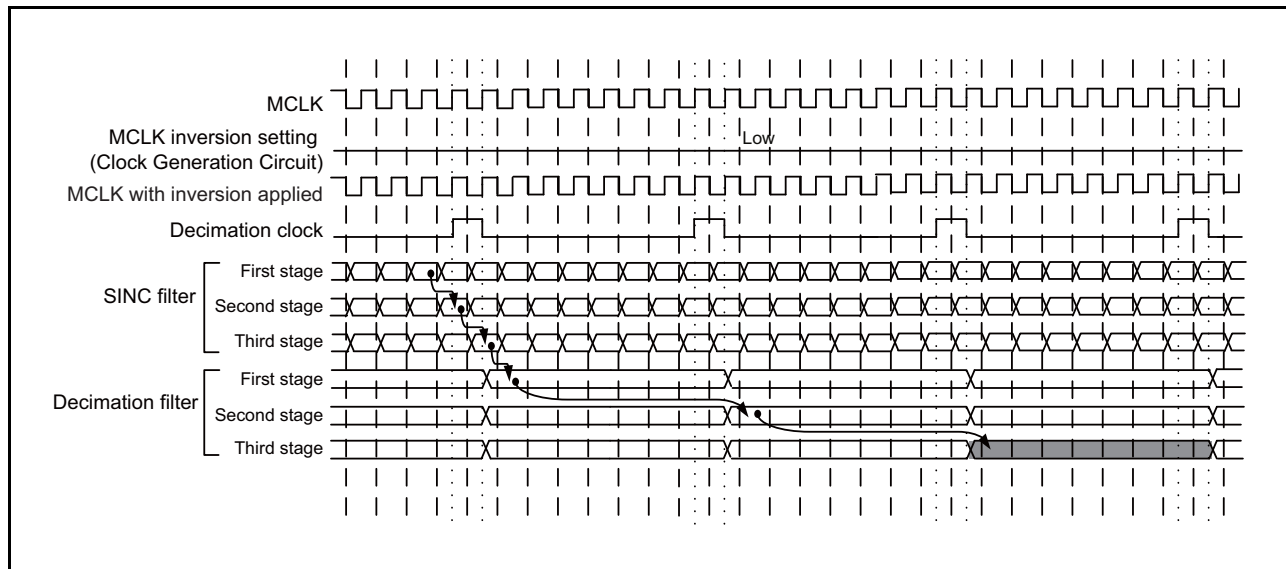 MCLK
MCLK inversion setting
(Clock Generation Circuit)
Low
MCLK with inversion applied
Decimation clock
SINC filter
First stage
Second stage
Third stage
Decimation filter
First stage
Second stage
Third stage